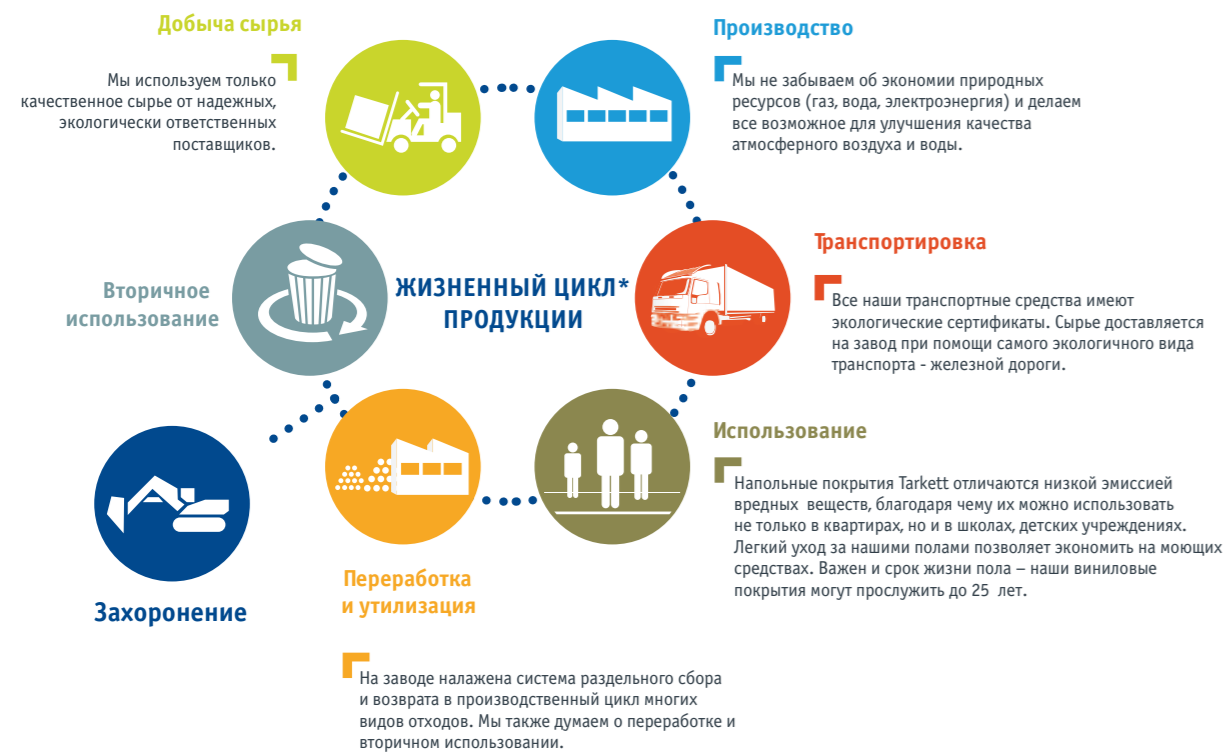 Добыча сырья
Мы используем только
качественное сырье от надежных,
экологически ответственных
поставщиков.
Производство
Мы не забываем об экономии природных
ресурсов (газ, вода, электроэнергия) и делаем
все возможное для улучшения качества
атмосферного воздуха и воды.
Транспортировка
Все наши транспортные средства имеют
экологические сертификаты. Сырье доставляется
на завод при помощи самого экологичного вида
транспорта - железной дороги.
Вторичное
использование
ЖИЗНЕННЫЙ ЦИКЛ*
ПРОДУКЦИИ
Использование
Напольные покрытия Tarkett отличаются низкой эмиссией
вредных веществ, благодаря чему их можно использовать
не только в квартирах, но и в школах, детских учреждениях.
Легкий уход за нашими полами позволяет экономить на моющих
средствах. Важен и срок жизни пола – наши виниловые
покрытия могут прослужить до 25 лет.
Захоронение
Переработка
и утилизация
На заводе налажена система раздельного сбора
и возврата в производственный цикл многих
видов отходов. Мы также думаем о переработке и
вторичном использовании.